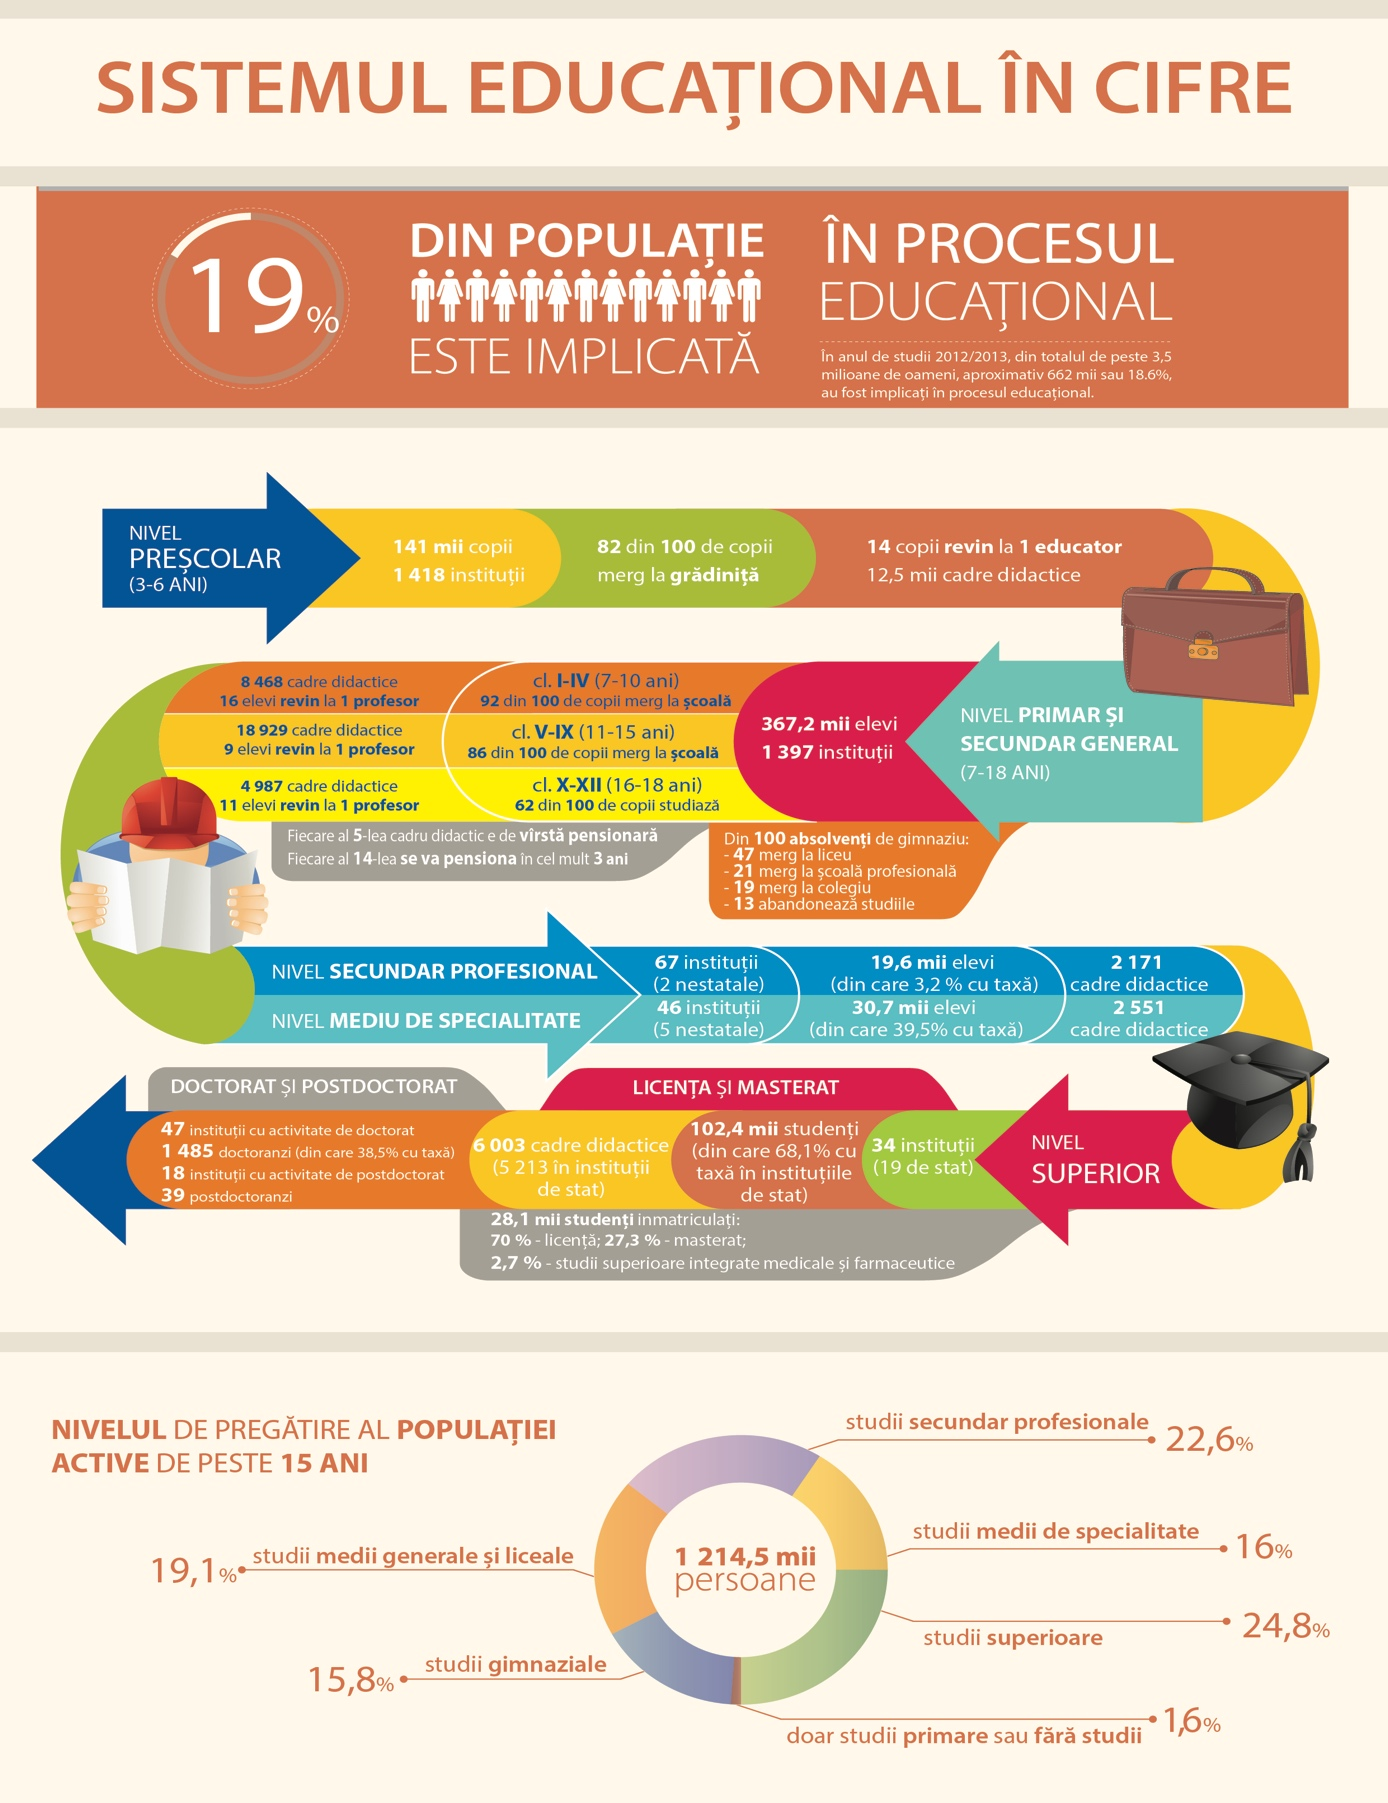 SISTEMUL EDUCAȚIONAL ÎN CIFRE
19%
DIN POPULAȚIE
ESTE IMPLICATĂ
ÎN PROCESUL
EDUCAȚIONAL
În anul de studii 2012/2013, din totalul de peste 3,5
milioane de oameni, aproximativ 662 mii sau 18.6%,
au fost implicați în procesul educațional.
NIVEL
PREȘCOLAR
(3-6 ANI)
141 mii copii
1 418 instituții
82 din 100 de copii
merg la grădiniță
14 copii revin la 1 educator
12,5 mii cadre didactice
NIVEL PRIMAR ȘI
SECUNDAR GENERAL
(7-18 ANI)
367,2 mii elevi
1 397 instituții
cl. I-IV (7-10 ani)
92 din 100 de copii merg la școală
8 468 cadre didactice
16 elevi revin la 1 profesor
cl. V-IX (11-15 ani)
86 din 100 de copii merg la școală
18 929 cadre didactice
9 elevi revin la 1 profesor
cl. X-XII (16-18 ani)
62 din 100 de copii studiază
4 987 cadre didactice
11 elevi revin la 1 profesor
Fiecare al 5-lea cadru didactic e de vîrstă pensionară
Fiecare al 14-lea se va pensiona în cel mult 3 ani
Din 100 absolvenți de gimnaziu:
- 47 merg la liceu
- 21 merg la școală profesională
- 19 merg la colegiu
- 13 abandonează studiile
NIVEL SECUNDAR PROFESIONAL
67 instituții
(2 nestatale)
19,6 mii elevi
(din care 3,2 % cu taxă)
2 171
cadre didactice
NIVEL MEDIU DE SPECIALITATE
46 instituții
(5 nestatale)
30,7 mii elevi
(din care 39,5% cu taxă)
2 551
cadre didactice
NIVEL
SUPERIOR
LICENȚA ȘI MASTERAT
34 instituții
(19 de stat)
102,4 mii studenți
(din care 68,1% cu
taxă în instituțiile
de stat)
6 003 cadre didactice
(5 213 în instituții
de stat)
28,1 mii studenți inmatriculați:
70 % - licență; 27,3 % - masterat;
2,7 % - studii superioare integrate medicale și farmaceutice
DOCTORAT ȘI POSTDOCTORAT
47 instituții cu activitate de doctorat
1 485 doctoranzi (din care 38,5% cu taxă)
18 instituții cu activitate de postdoctorat
39 postdoctoranzi
NIVELUL DE PREGĂTIRE AL POPULAȚIEI
ACTIVE DE PESTE 15 ANI
1 214,5 mii
persoane
studii secundar profesionale
22,6%
studii medii de specialitate
16%
studii superioare
24,8%
doar studii primare sau fără studii
1,6%
studii gimnaziale
15,8%
studii medii generale și liceale
19,1%